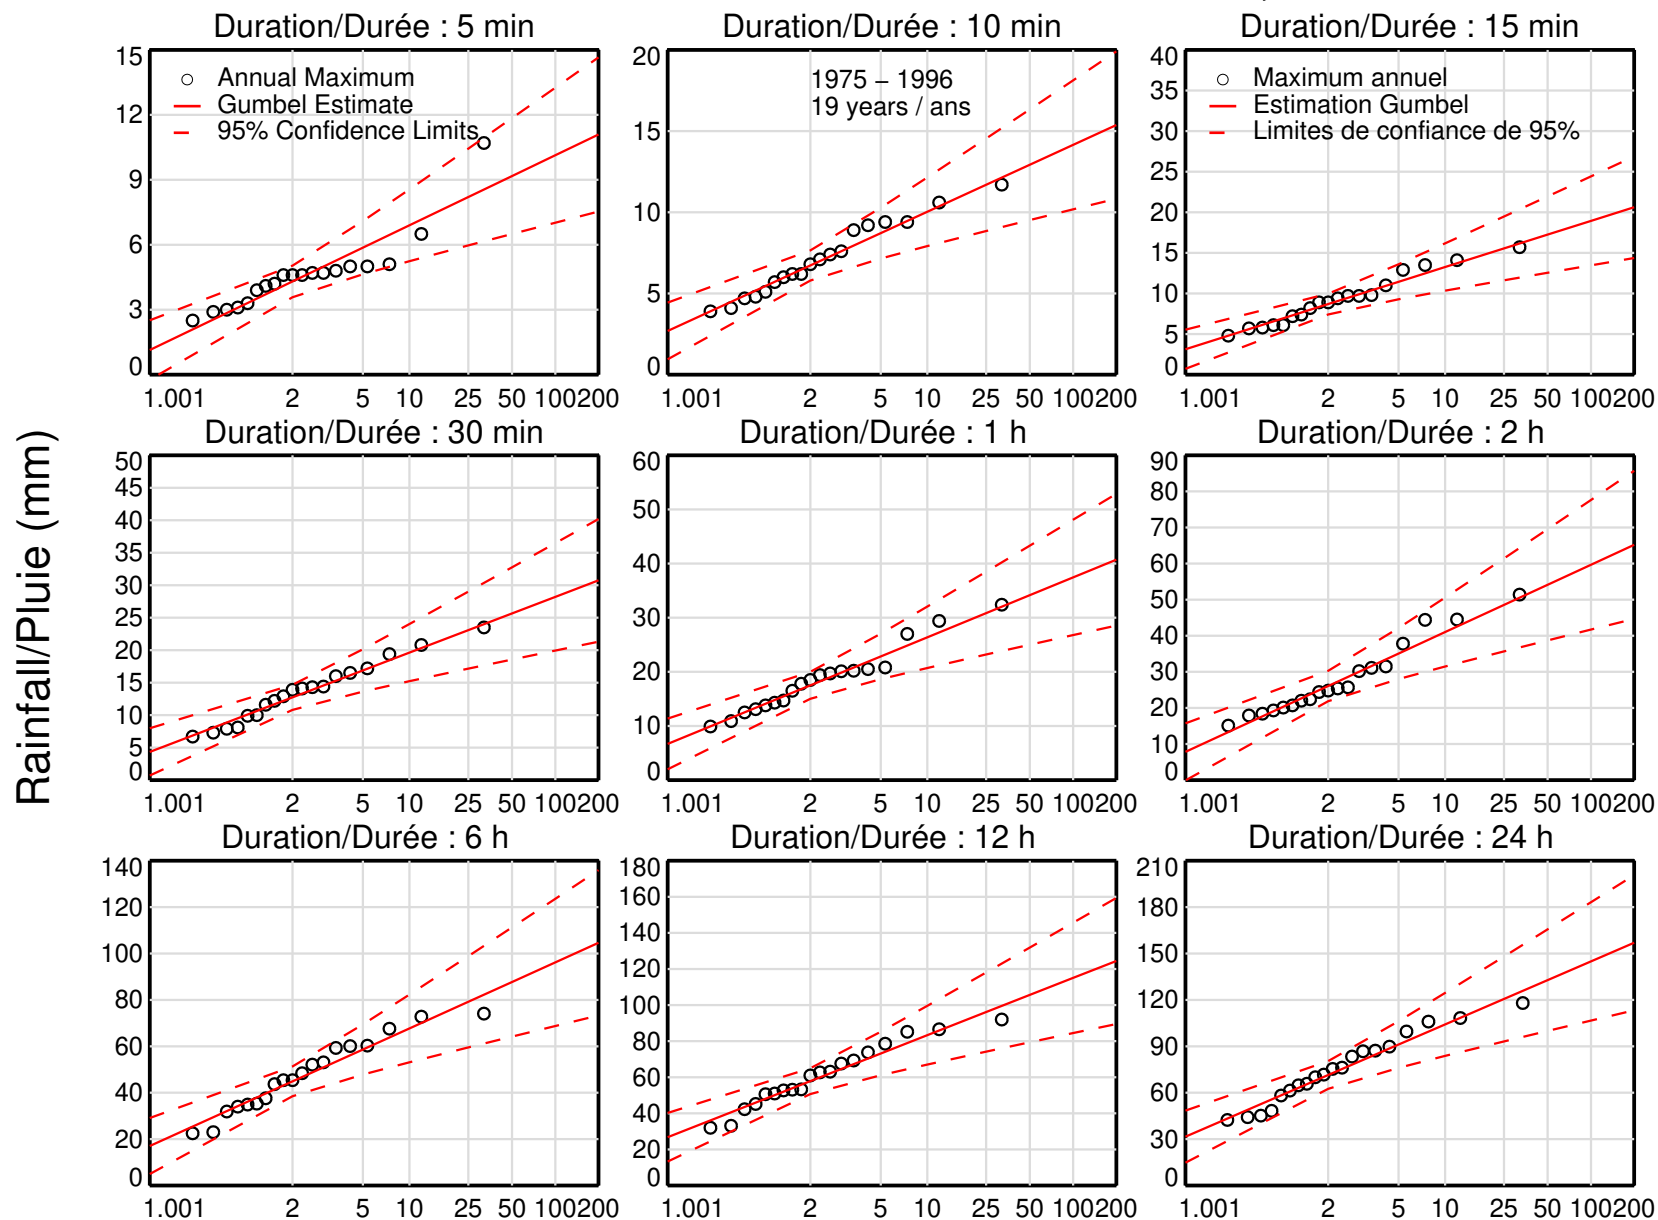 Duration/Durée : 5 min
15
12
9
6
3
0
Annual Maximum
Gumbel Estimate
95% Confidence Limits
1.001 2 5 10 25 50 100200
Duration/Durée : 10 min
20
15
10
5
0
1975 – 1996
19 years / ans
1.001 2 5 10 25 50 100200
Duration/Durée : 15 min
40
35
30
25
20
15
10
5
0
Maximum annuel
Estimation Gumbel
Limites de confiance de 95%
1.001 2 5 10 25 50 100200
Rainfall/Pluie (mm)
Duration/Durée : 30 min
50
45
40
35
30
25
20
15
10
5
0
1.001 2 5 10 25 50 100200
Duration/Durée : 1 h
60
50
40
30
20
10
0
1.001 2 5 10 25 50 100200
Duration/Durée : 2 h
90
80
70
60
50
40
30
20
10
0
1.001 2 5 10 25 50 100200
Duration/Durée : 6 h
140
120
100
80
60
40
20
0
1.001 2 5 10 25 50 100200
Duration/Durée : 12 h
180
160
140
120
100
80
60
40
20
0
1.001 2 5 10 25 50 100200
Duration/Durée : 24 h
210
180
150
120
90
60
30
0
1.001 2 5 10 25 50 100200